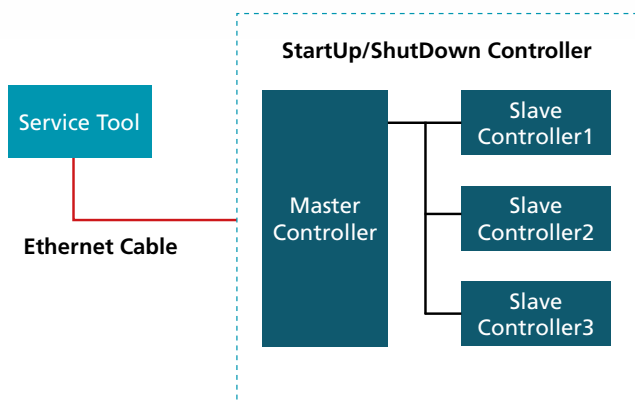 StartUp/ShutDown Controller
Service Tool
Ethernet Cable
Master
Controller
Slave
Controller1
Slave
Controller2
Slave
Controller3